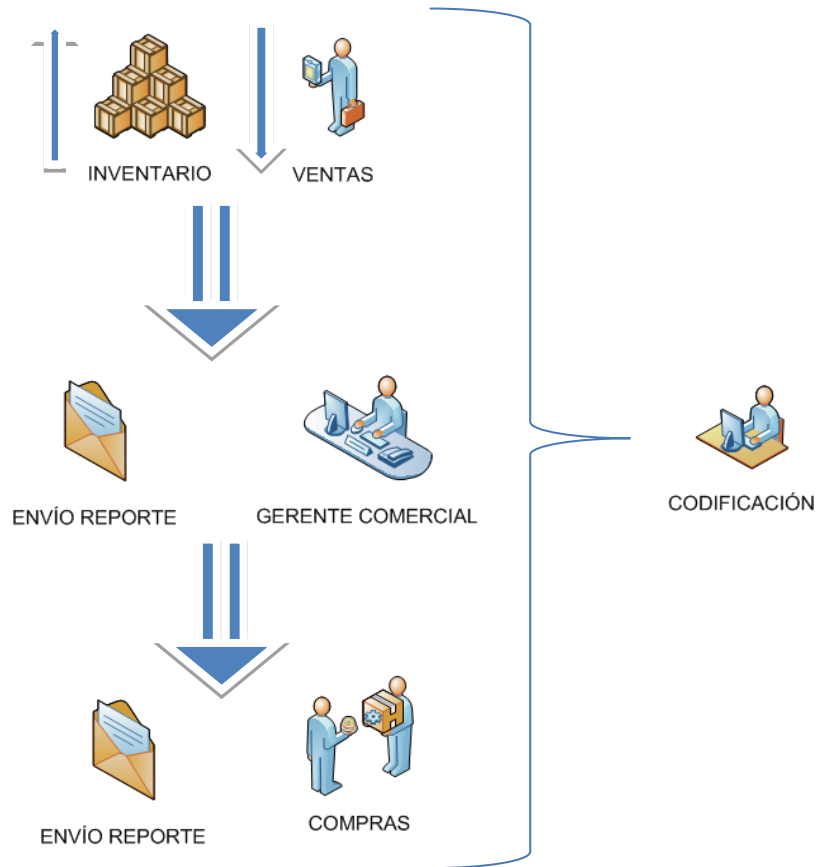 INVENTARIO
VENTAS
ENVÍO REPORTE
GERENTE COMERCIAL
CODIFICACIÓN
ENVÍO REPORTE
COMPRAS